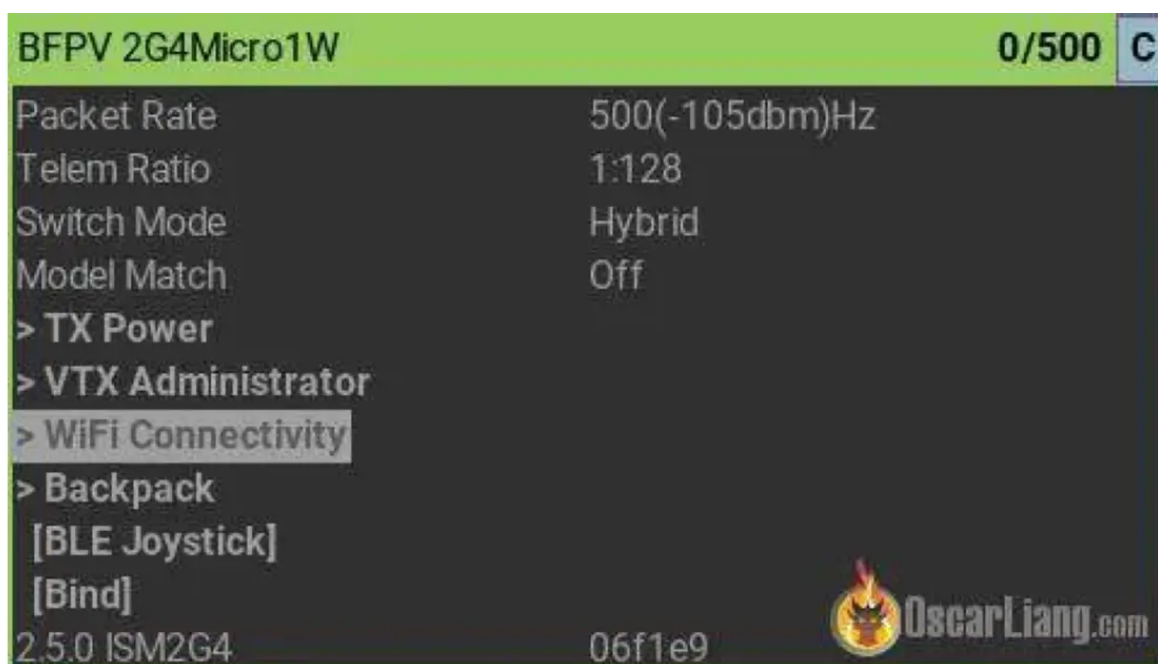 BFPV 2G4Micro1W 0/500 C
Packet Rate 500(-105dbm)Hz
Telem Ratio 1:128
Switch Mode Hybrid
Model Match Off
> TX Power
> VTX Administrator
> WiFi Connectivity
> Backpack
[BLE Joystick]
[Bind]
2.5.0 ISM2G4 06f1e9
OscarLiang.com